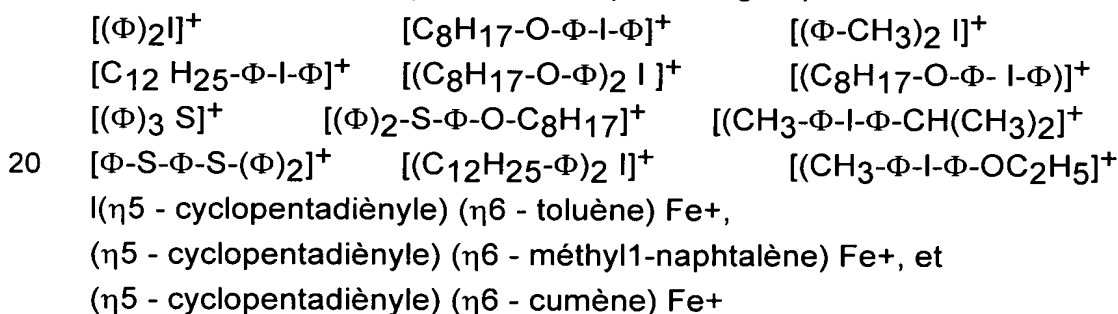 [(Φ)2I]+ [C8H17-O-Φ-I-Φ]+ [(Φ-CH3)2 I]+
[C12 H25-Φ-I-Φ]+ [(C8H17-O-Φ)2 I ]+ [(C8H17-O-Φ- I-Φ)]+
[(Φ)3 S]+ [(Φ)2-S-Φ-O-C8H17]+ [(CH3-Φ-I-Φ-CH(CH3)2]+
20 [Φ-S-Φ-S-(Φ)2]+ [(C12H25-Φ)2 I]+ [(CH3-Φ-I-Φ-OC2H5]+
I(η5 - cyclopentadiènyle) (η6 - toluène) Fe+,
(η5 - cyclopentadiènyle) (η6 - méthyl1-naphtalène) Fe+, et
(η5 - cyclopentadiènyle) (η6 - cumène) Fe+